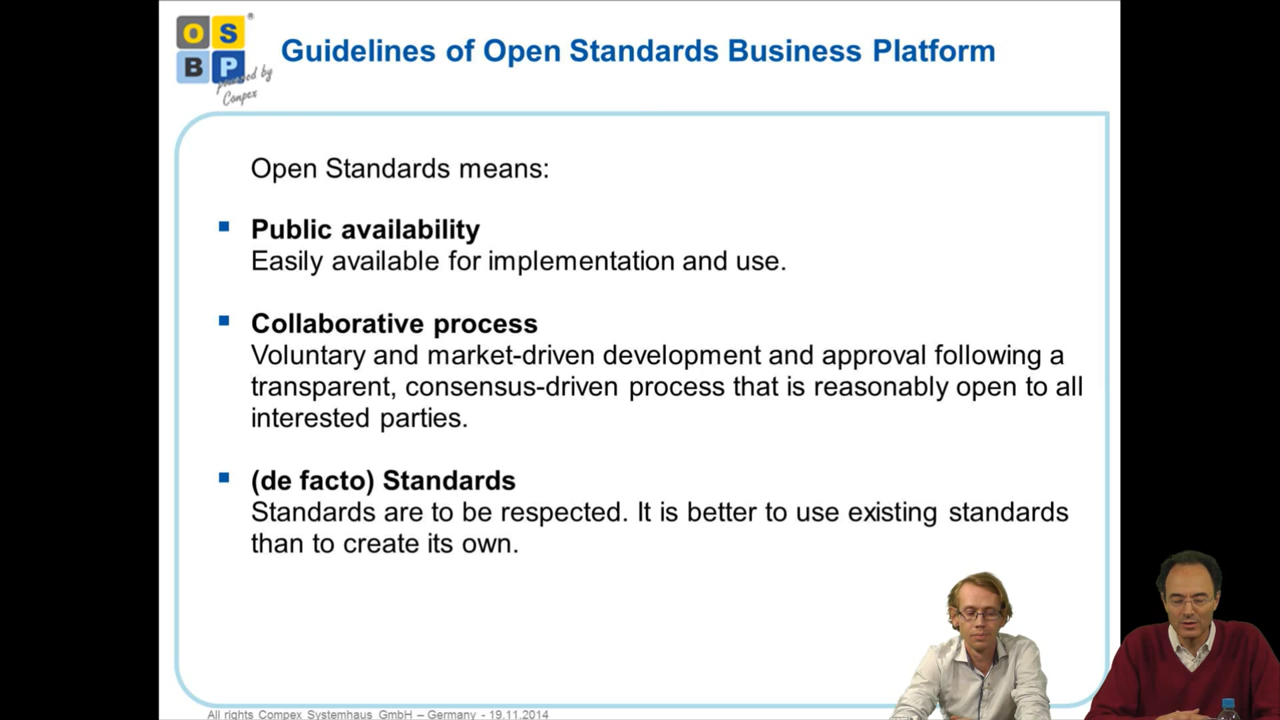 O S
B P
powered by
Compex
Guidelines of Open Standards Business Platform
Open Standards means:
Public availability
Easily available for implementation and use.
Collaborative process
Voluntary and market-driven development and approval following a
transparent, consensus-driven process that is reasonably open to all
interested parties.
(de facto) Standards
Standards are to be respected. It is better to use existing standards
than to create its own.
All rights Compex Systemhaus GmbH – Germany - 19.11.2014